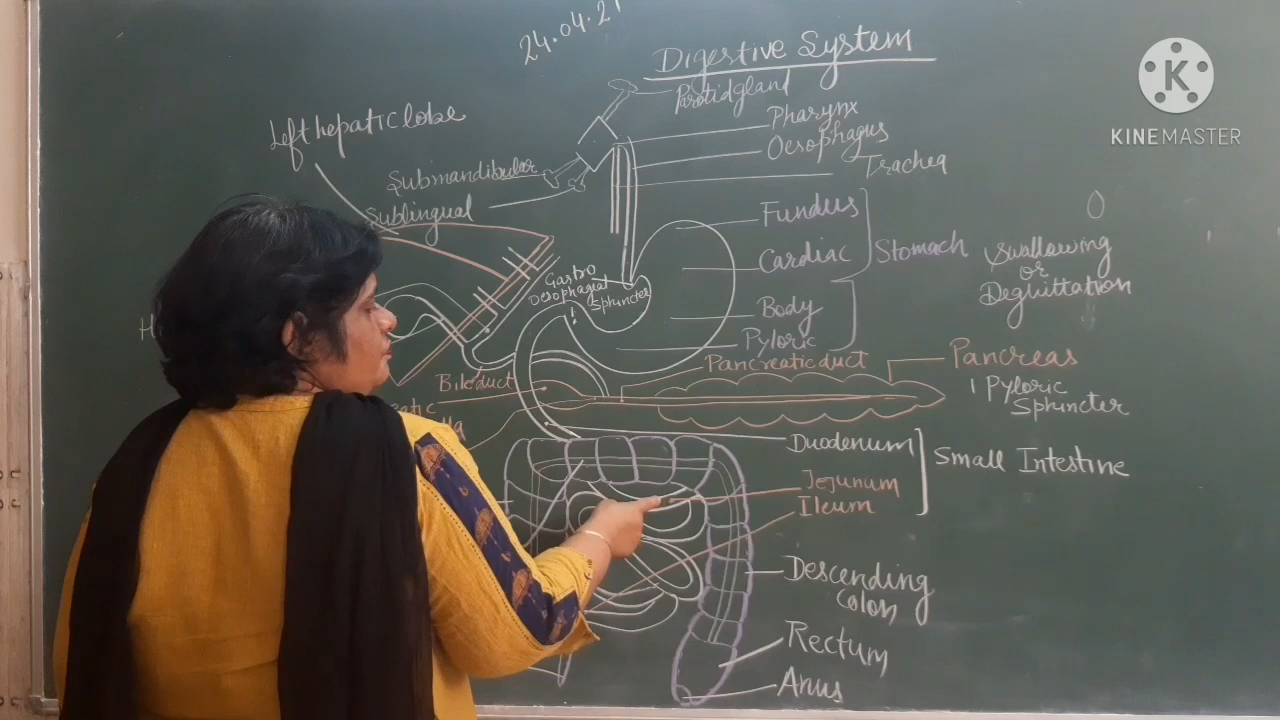 24.04.21
Digestive System
Parotid gland
Left hepatic lobe
Pharynx
Oesophagus
Trachea
Submandibular
Sublingual
Fundus
Cardiac
Stomach
Body
Pyloric
Gastro
Oesophageal
Sphincter
Swallowing
or
Degluttation
Pancreatic duct
Pancreas
1 Pyloric
Sphincter
Bile duct
Duodenum
Jejunum
Ileum
Small Intestine
Descending
Colon
Rectum
Anus
K
KINEMASTER